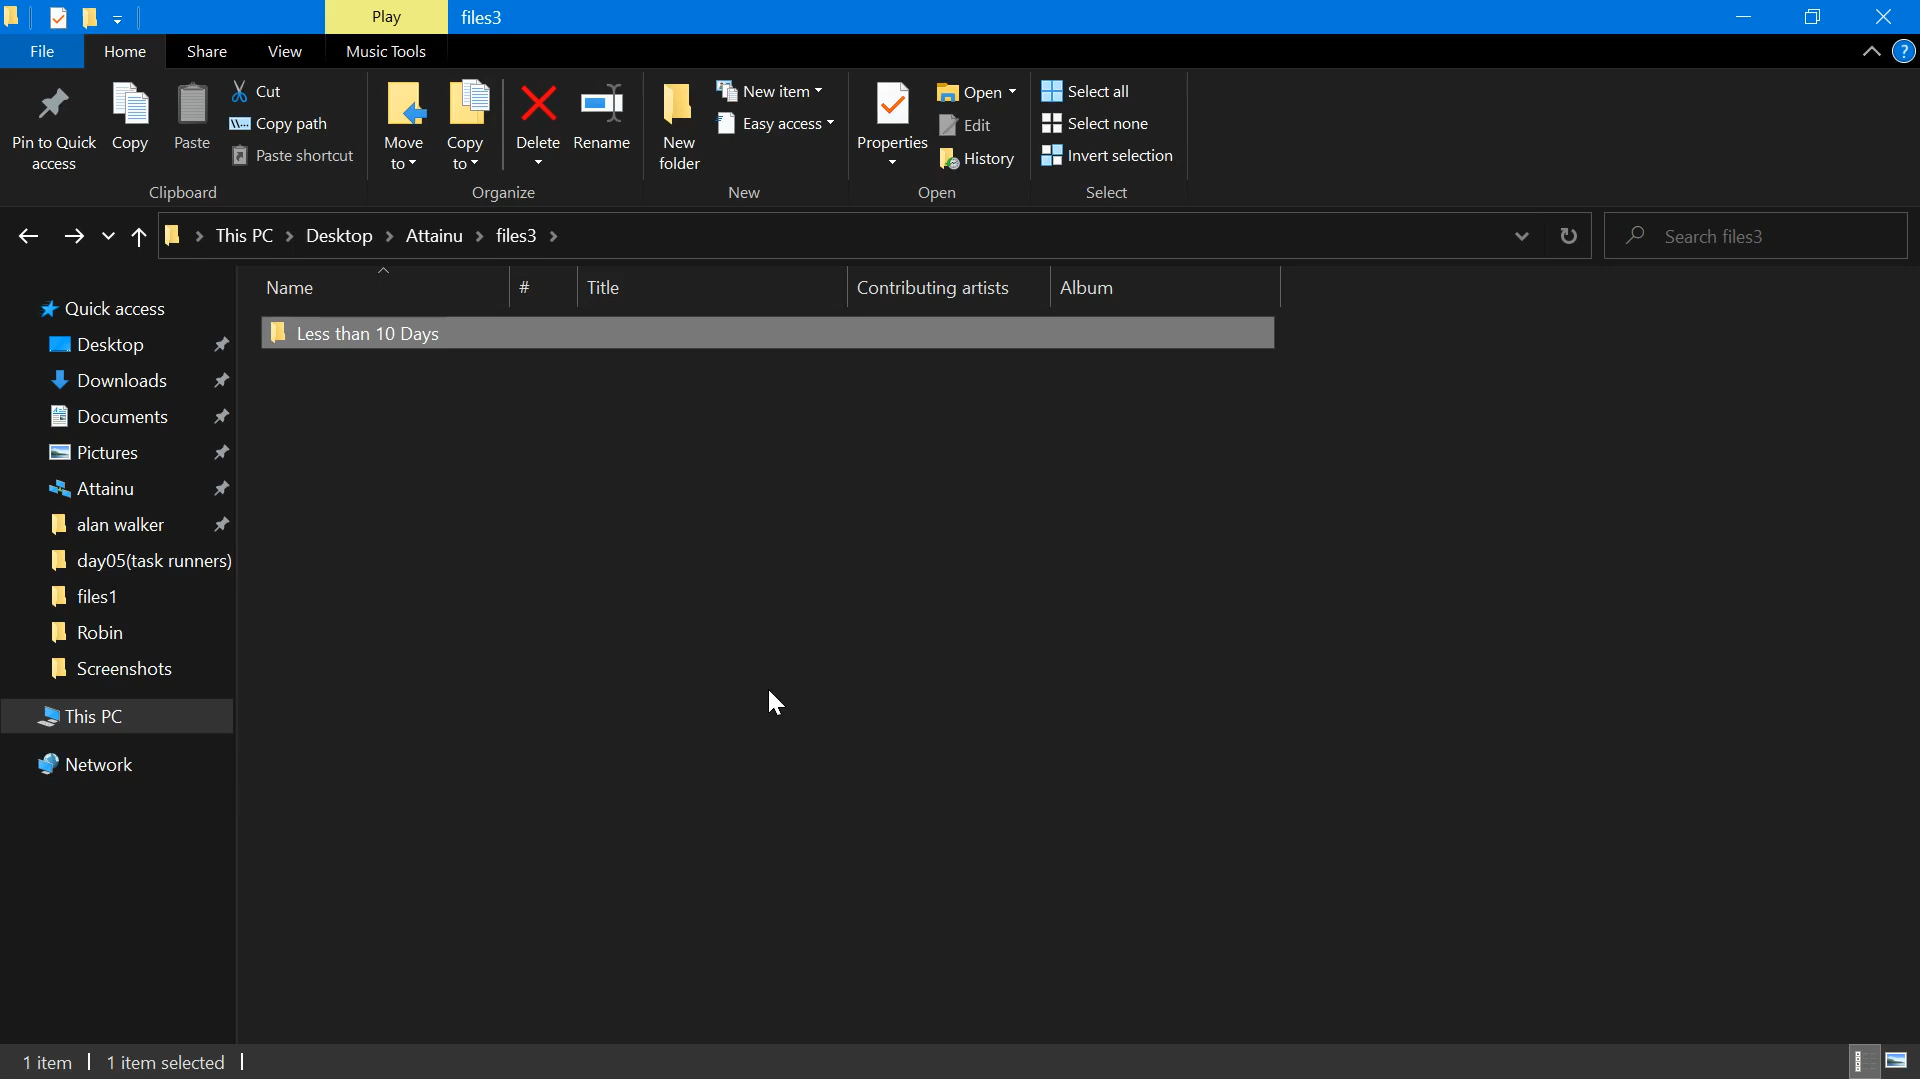 Play files3
File Home Share View Music Tools
Pin to Quick access
Copy
Paste
Cut
Copy path
Paste shortcut
Clipboard
Move to
Copy to
Delete
Rename
Organize
New folder
New item
Easy access
New
Properties
Open
Edit
History
Open
Select all
Select none
Invert selection
Select
This PC Desktop Attainu files3
Search files3
Name # Title Contributing artists Album
Less than 10 Days
Quick access
Desktop
Downloads
Documents
Pictures
Attainu
alan walker
day05(task runners)
files1
Robin
Screenshots
This PC
Network
1 item 1 item selected